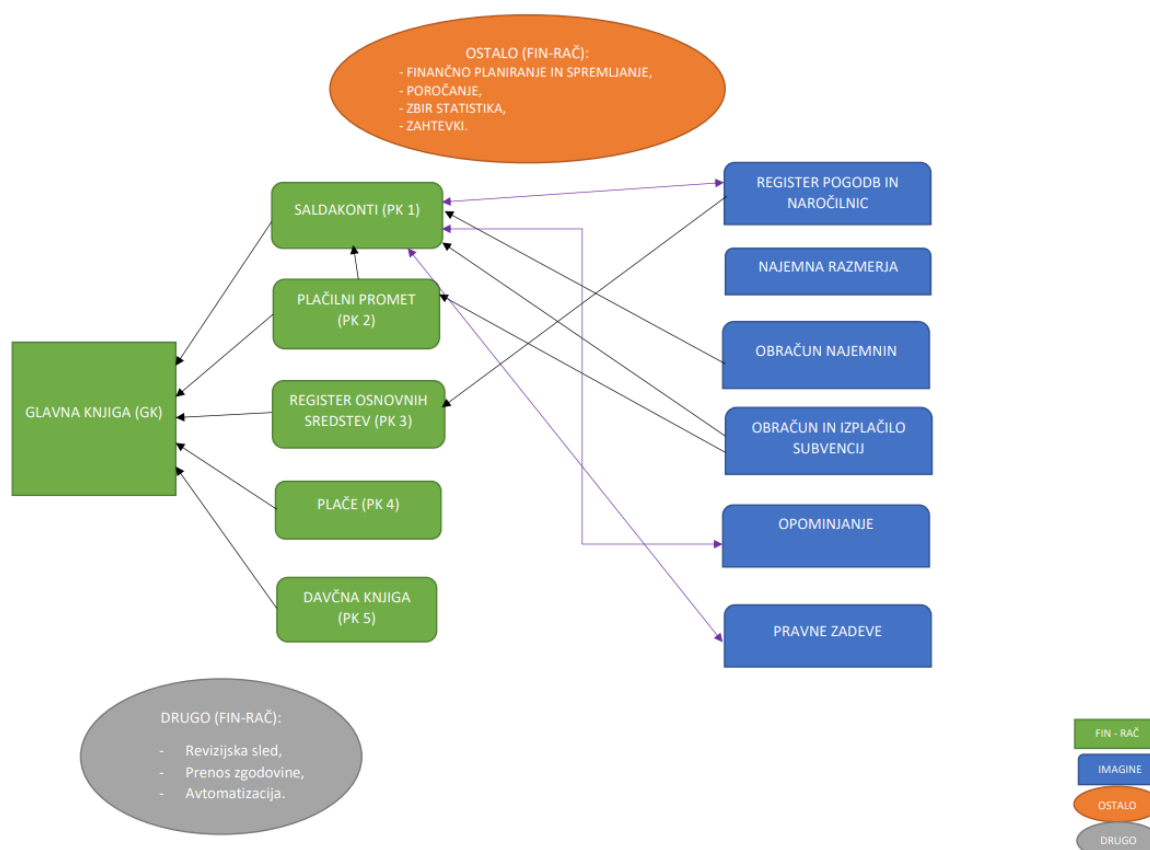 OSTALO (FIN-RAČ):
- FINANČNO PLANIRANJE IN SPREMLJANJE,
- POROČANJE,
- ZBIR STATISTIKA,
- ZAHTEVKI.
SALDAKONTI (PK 1)
PLAČILNI PROMET
(PK 2)
REGISTER OSNOVNIH
SREDSTEV (PK 3)
PLAČE (PK 4)
DAVČNA KNJIGA
(PK 5)
GLAVNA KNJIGA (GK)
REGISTER POGODB IN
NAROČILNIC
NAJEMNA RAZMERJA
OBRAČUN NAJEMNIN
OBRAČUN IN IZPLAČILO
SUBVENCIJ
OPOMINJANJE
PRAVNE ZADEVE
DRUGO (FIN-RAČ):
- Revizijska sled,
- Prenos zgodovine,
- Avtomatizacija.
FIN - RAČ
IMAGINE
OSTALO
DRUGO